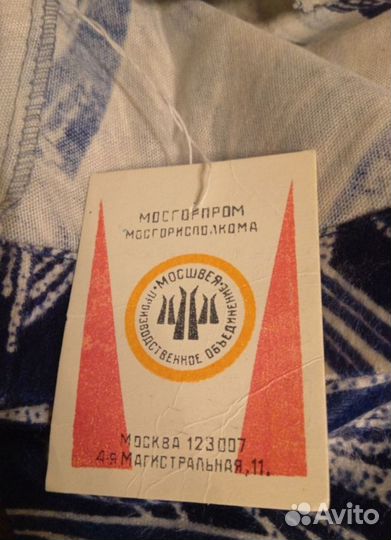 МОСГОРПРОМ
МОСГОРИСПОЛКОМА
•МОСШВЕЯ•
ПРОИЗВОДСТВЕННОЕ ОБЪЕДИНЕНИЕ
МОСКВА 123007
4-я МАГИСТРАЛЬНАЯ, 11.
Avito